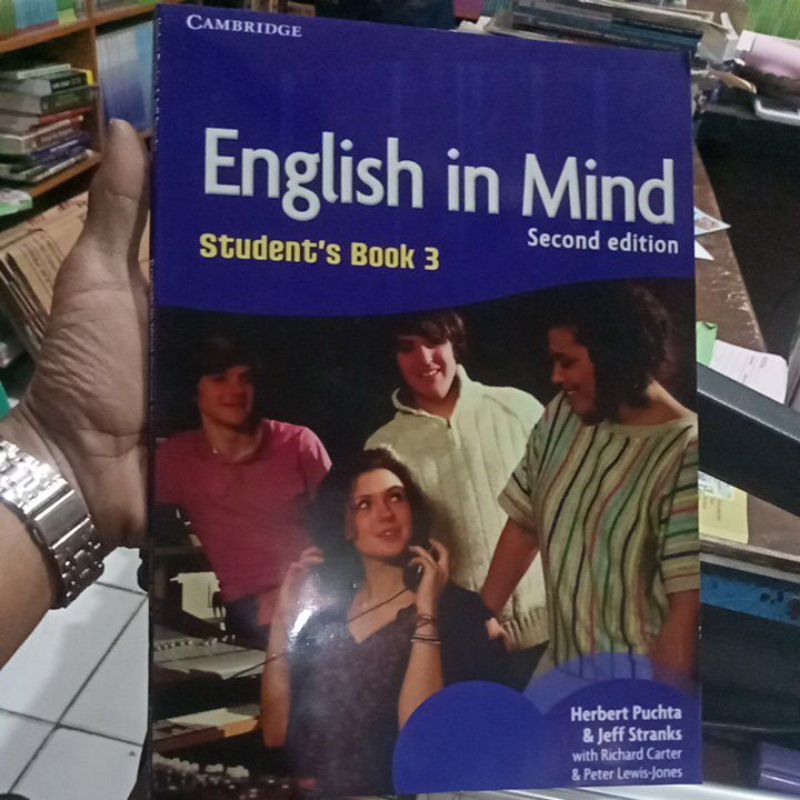 CAMBRIDGE
English in Mind
Second edition
Student's Book 3
Herbert Puchta
& Jeff Stranks
with Richard Carter
& Peter Lewis-Jones